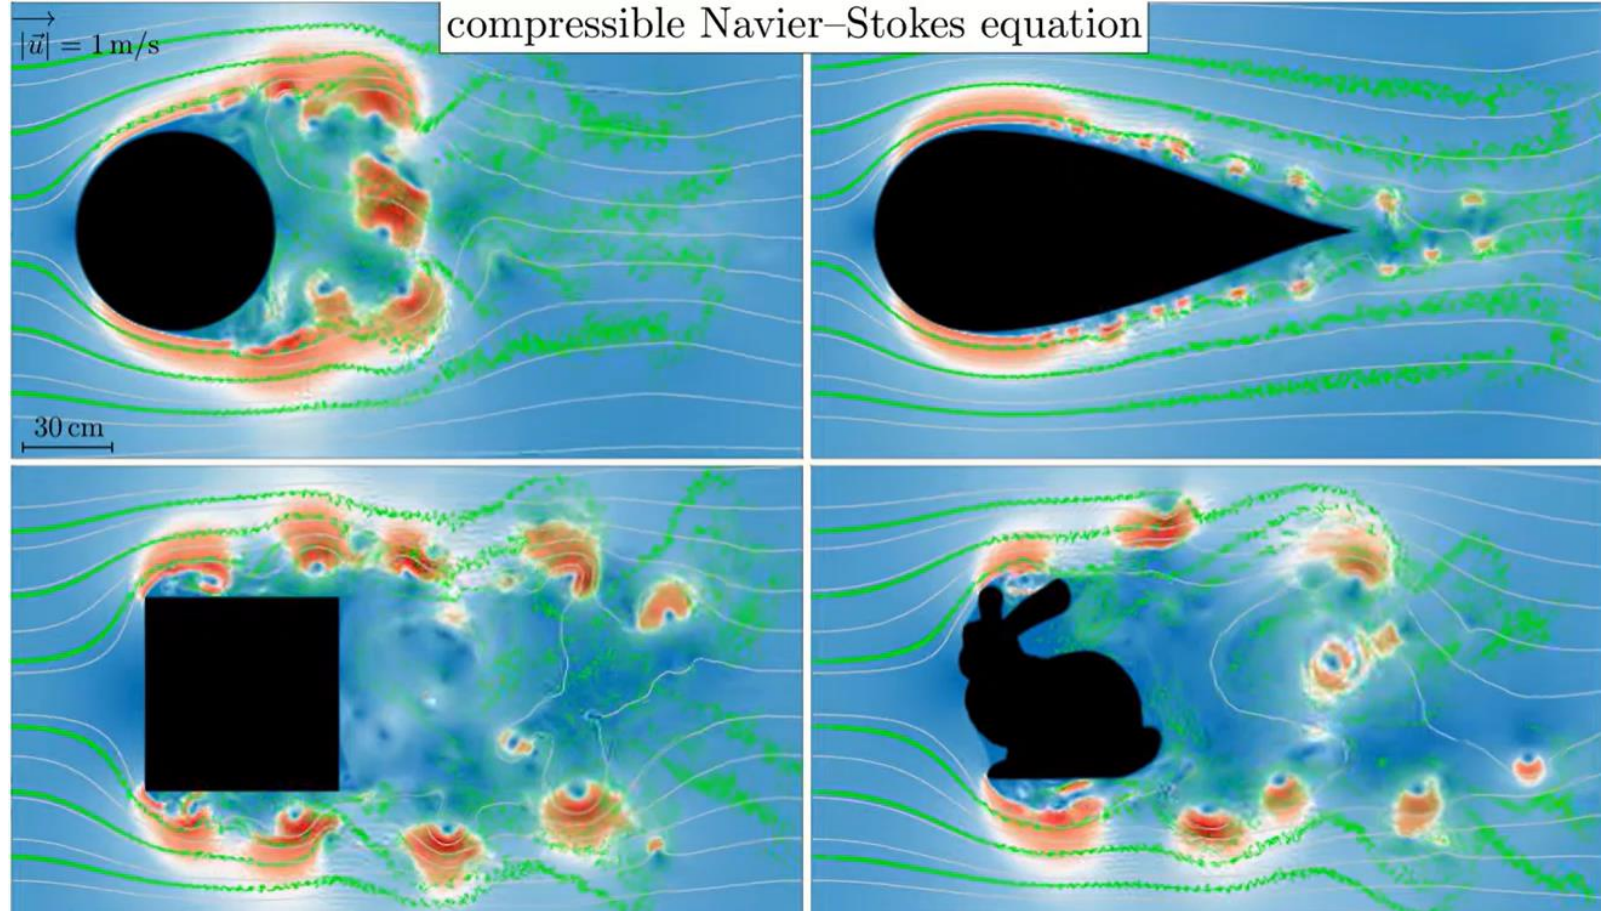 compressible Navier–Stokes equation
|u⃗| = 1 m/s
30 cm